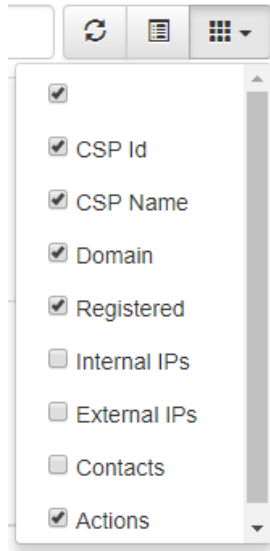 CSP Id
CSP Name
Domain
Registered
Internal IPs
External IPs
Contacts
Actions